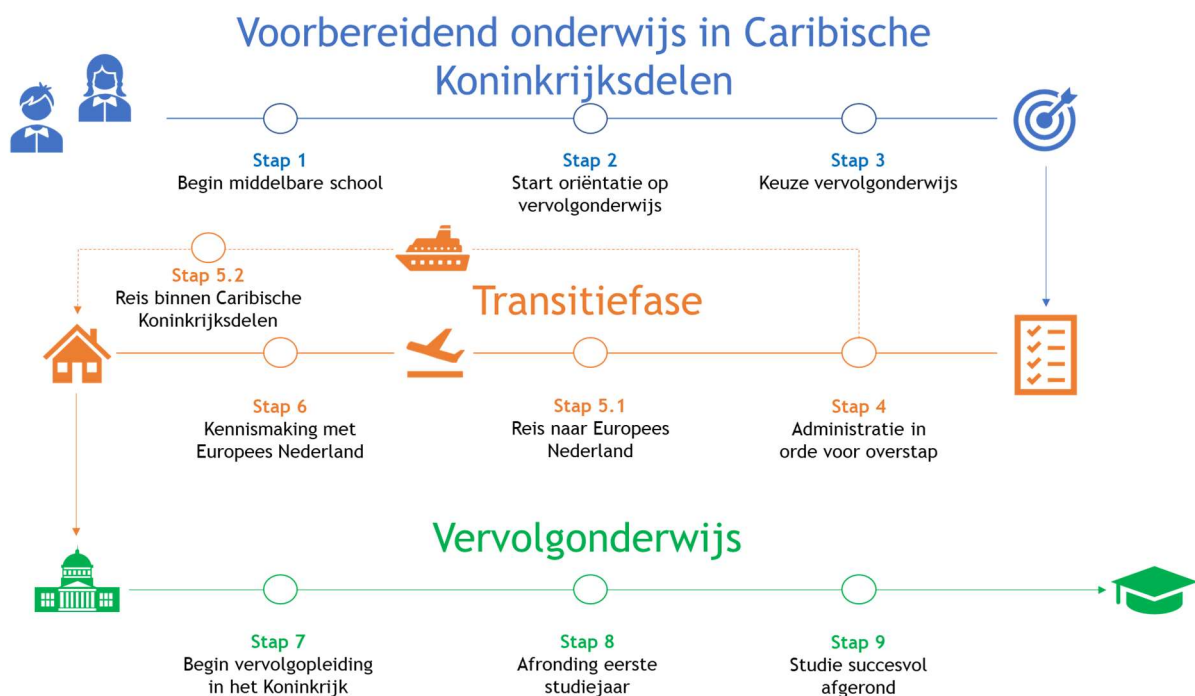 Voorbereidend onderwijs in Caribische
Koninkrijksdelen
Stap 1
Begin middelbare school
Stap 2
Start oriëntatie op
vervolgonderwijs
Stap 3
Keuze vervolgonderwijs
Stap 5.2
Reis binnen Caribische
Koninkrijksdelen
Transitiefase
Stap 6
Kennismaking met
Europees Nederland
Stap 5.1
Reis naar Europees
Nederland
Stap 4
Administratie in
orde voor overstap
Vervolgonderwijs
Stap 7
Begin vervolgopleiding
in het Koninkrijk
Stap 8
Afronding eerste
studiejaar
Stap 9
Studie succesvol
afgerond